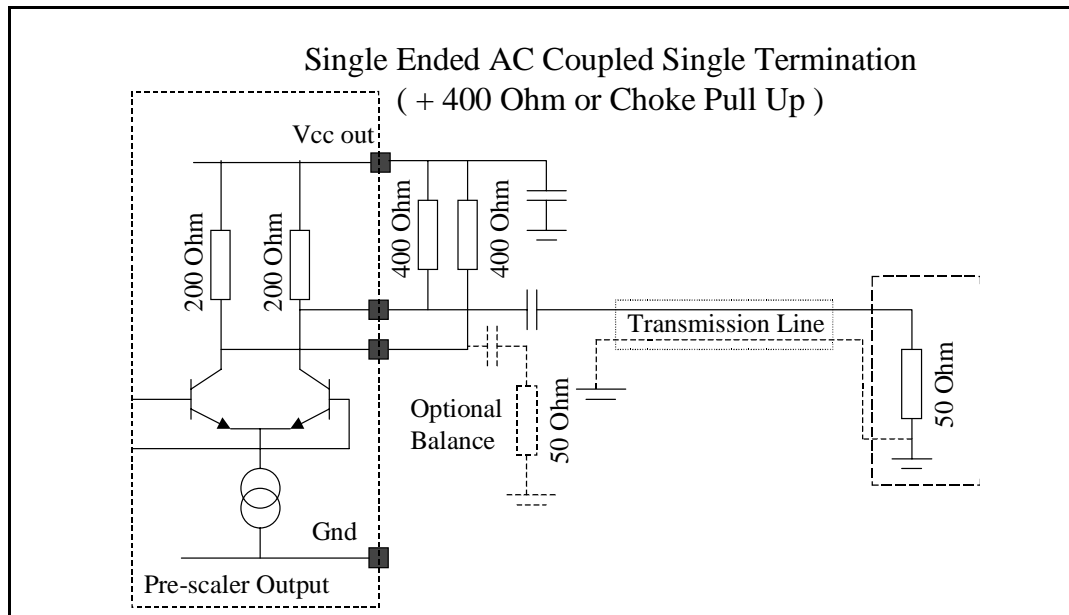 Single Ended AC Coupled Single Termination
( + 400 Ohm or Choke Pull Up )
Vcc out
200 Ohm
200 Ohm
400 Ohm
400 Ohm
Transmission Line
Optional
Balance
50 Ohm
50 Ohm
Gnd
Pre-scaler Output